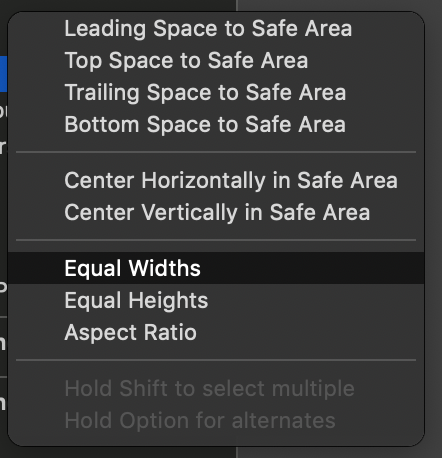 Leading Space to Safe Area
Top Space to Safe Area
Trailing Space to Safe Area
Bottom Space to Safe Area
Center Horizontally in Safe Area
Center Vertically in Safe Area
Equal Widths
Equal Heights
Aspect Ratio
Hold Shift to select multiple
Hold Option for alternates